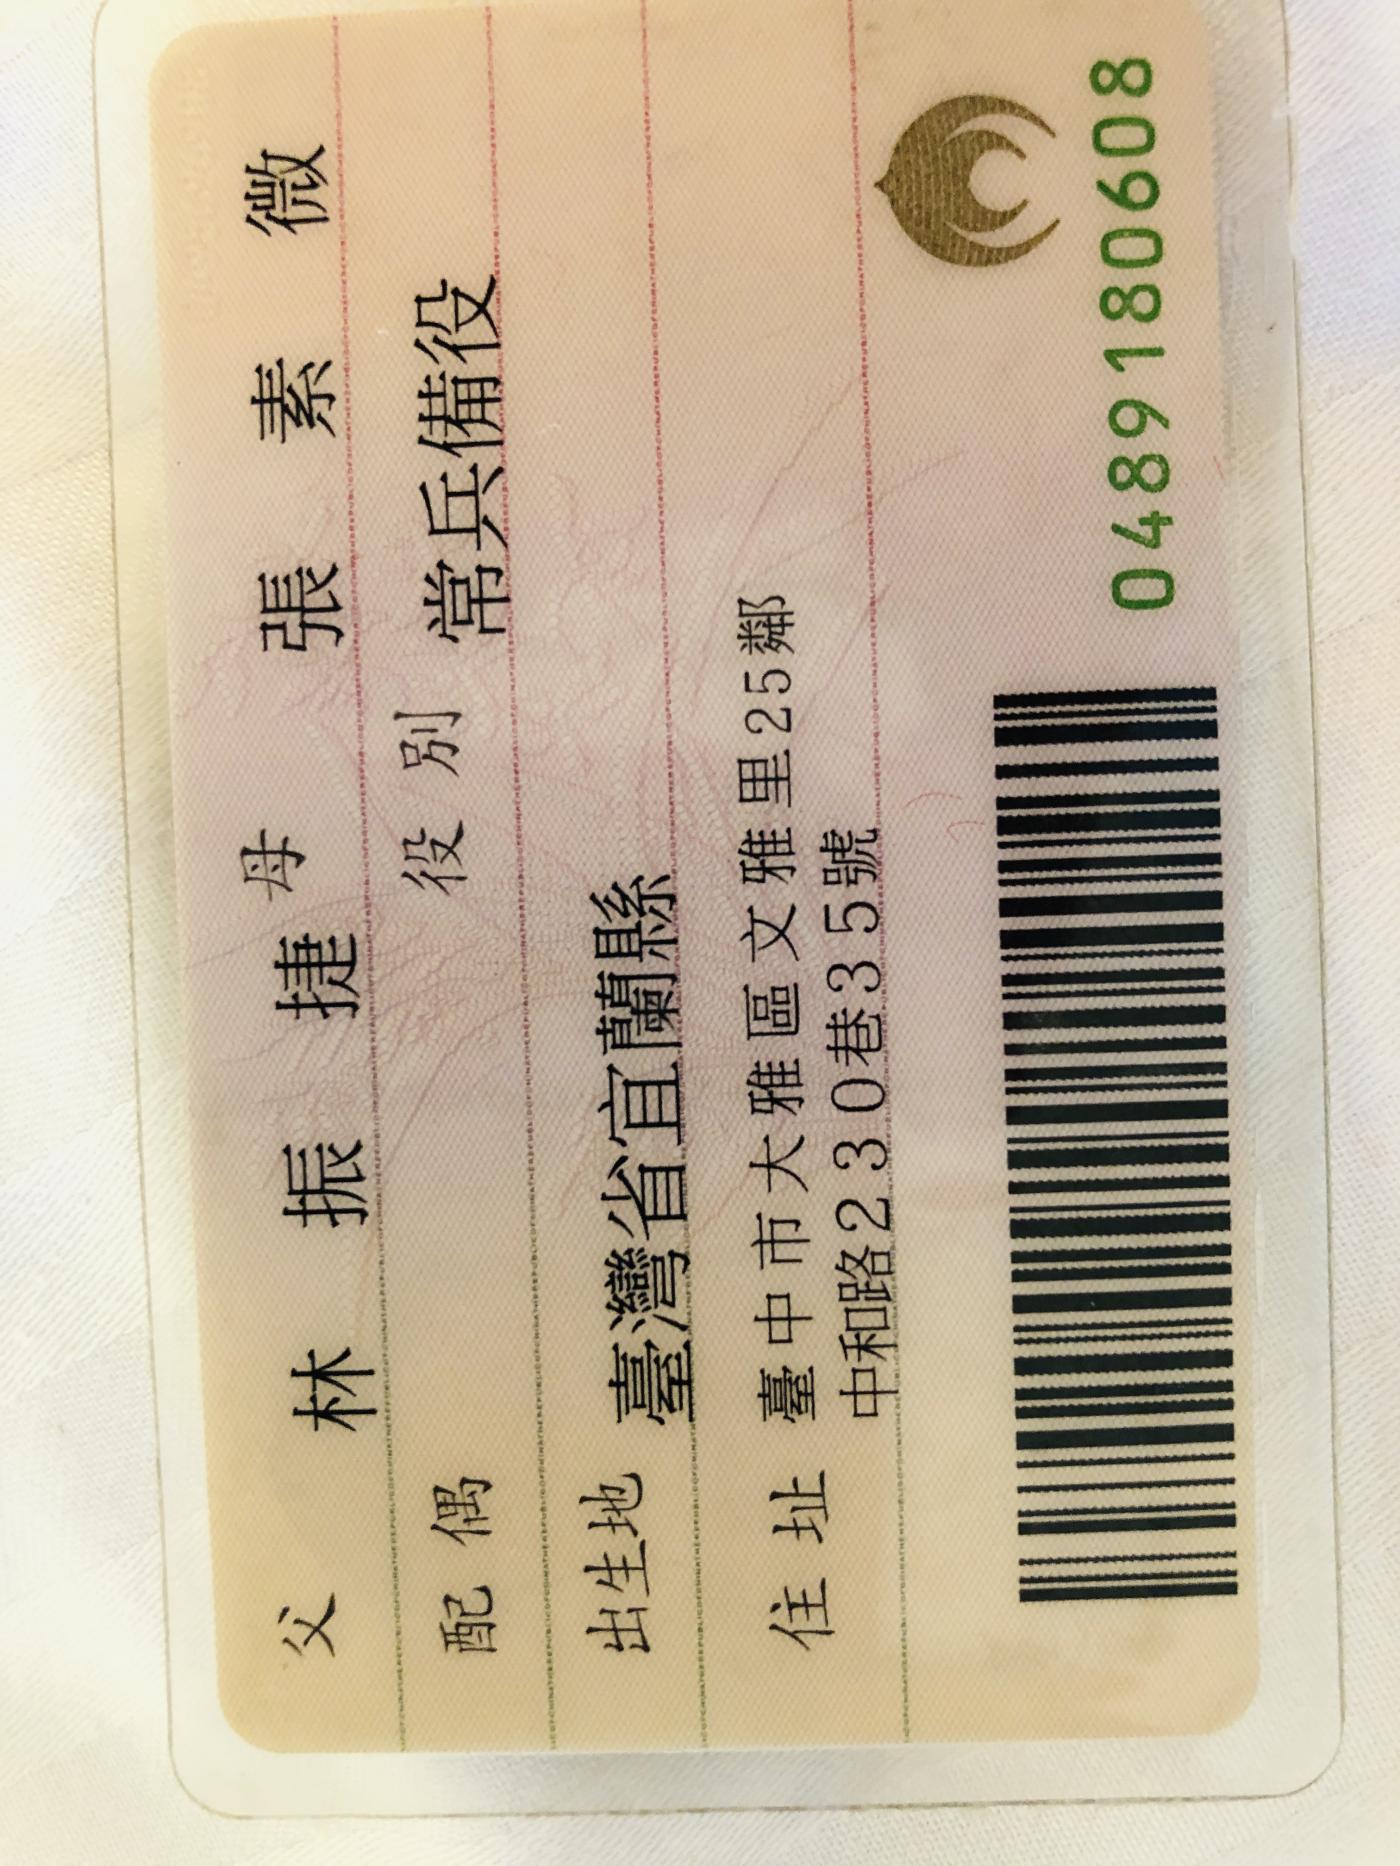 父 林振捷 母 張素微
配偶 役別 常兵備役
出生地 臺灣省宜蘭縣
住址 臺中市大雅區文雅里25鄰
中和路230巷35號
0489180608